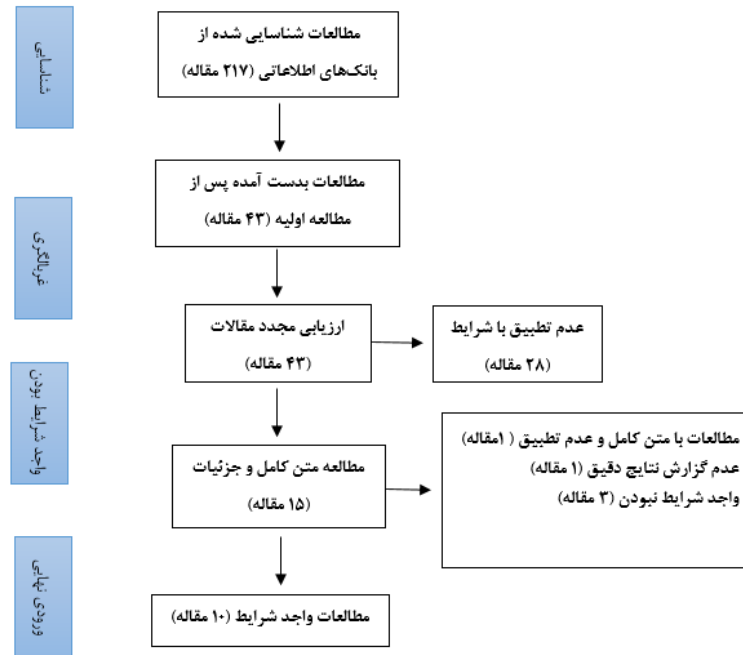 شناسایی
مطالعات شناسایی شده از
بانک‌های اطلاعاتی (۲۱۷ مقاله)
مطالعات بدست آمده پس از
مطالعه اولیه (۴۳ مقاله)
غربالگری
ارزیابی مجدد مقالات
(۴۳ مقاله)
عدم تطبیق با شرایط
(۲۸ مقاله)
واجد شرایط بودن
مطالعه متن کامل و جزئیات
(۱۵ مقاله)
مطالعات با متن کامل و عدم تطبیق (۱مقاله)
عدم گزارش نتایج دقیق (۱ مقاله)
واجد شرایط نبودن (۳ مقاله)
ورودی نهایی
مطالعات واجد شرایط (۱۰ مقاله)